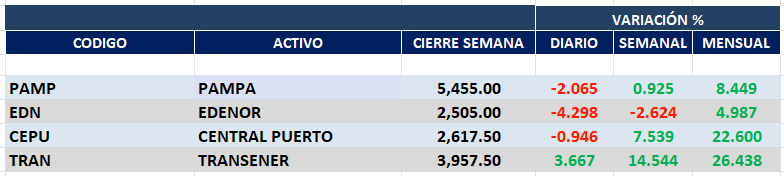 VARIACIÓN %
CODIGO ACTIVO CIERRE SEMANA DIARIO SEMANAL MENSUAL
PAMP PAMPA 5,455.00 -2.065 0.925 8.449
EDN EDENOR 2,505.00 -4.298 -2.624 4.987
CEPU CENTRAL PUERTO 2,617.50 -0.946 7.539 22.600
TRAN TRANSENER 3,957.50 3.667 14.544 26.438